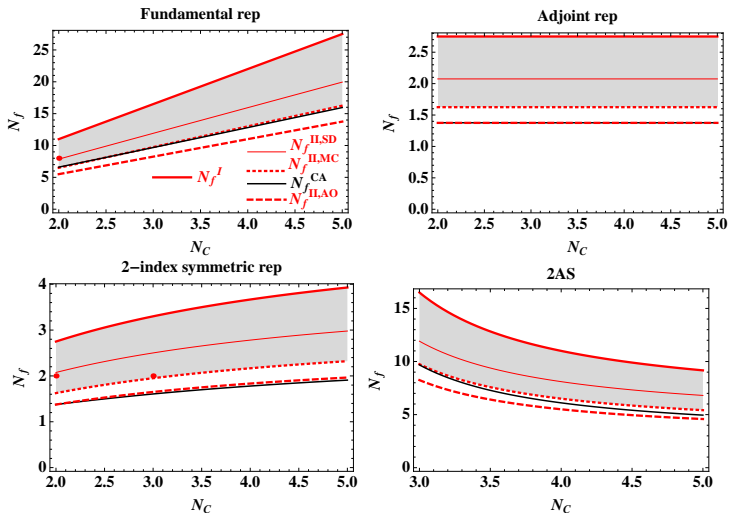 Fundamental rep
N_f
25
20
15
10
5
0
2.0 2.5 3.0 3.5 4.0 4.5 5.0
N_C
N_f^I
N_f^{II,SD}
N_f^{II,MC}
N_f^{CA}
N_f^{II,AO}
Adjoint rep
N_f
2.5
2.0
1.5
1.0
0.5
0.0
2.0 2.5 3.0 3.5 4.0 4.5 5.0
N_C
2−index symmetric rep
N_f
4
3
2
1
0
2.0 2.5 3.0 3.5 4.0 4.5 5.0
N_C
2AS
N_f
15
10
5
0
3.0 3.5 4.0 4.5 5.0
N_C